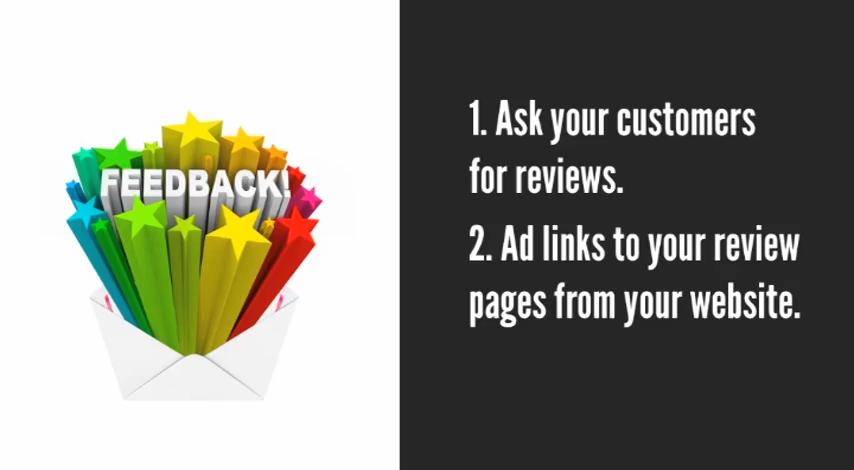 FEEDBACK!
1. Ask your customers
for reviews.
2. Ad links to your review
pages from your website.